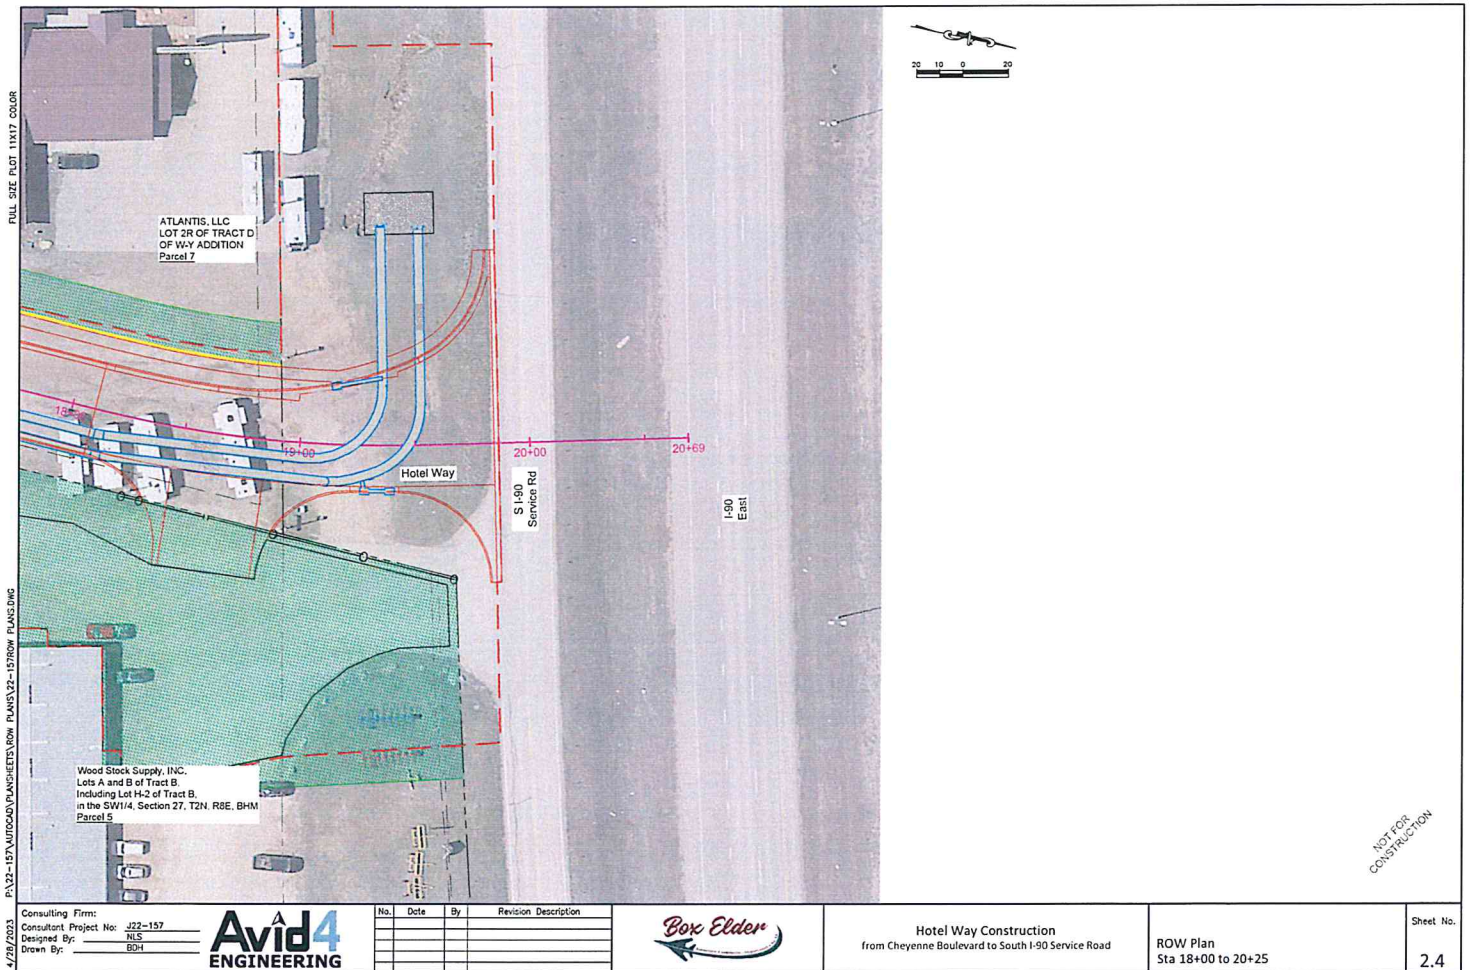 FULL SIZE PLOT 11X17 COLOR
P:\22-157\AUTOCAD\PLANSHEETS\ROW PLANS\22-157ROW PLANS.DWG
4/28/2023
20 10 0 20
ATLANTIS, LLC
LOT 2R OF TRACT D
OF W-Y ADDITION
Parcel 7
19+00
20+00
20+69
Hotel Way
S I-90
Service Rd
I-90
East
Wood Stock Supply, INC.
Lots A and B of Tract B.
Including Lot H-2 of Tract B,
in the SW1/4, Section 27, T2N, R8E, BHM
Parcel 5
NOT FOR
CONSTRUCTION
Consulting Firm:
Consultant Project No: J22-157
Designed By: NLS
Drawn By: BDH
Avid4
ENGINEERING
No. Date By Revision Description
Box Elder
Hotel Way Construction
from Cheyenne Boulevard to South I-90 Service Road
ROW Plan
Sta 18+00 to 20+25
Sheet No.
2.4